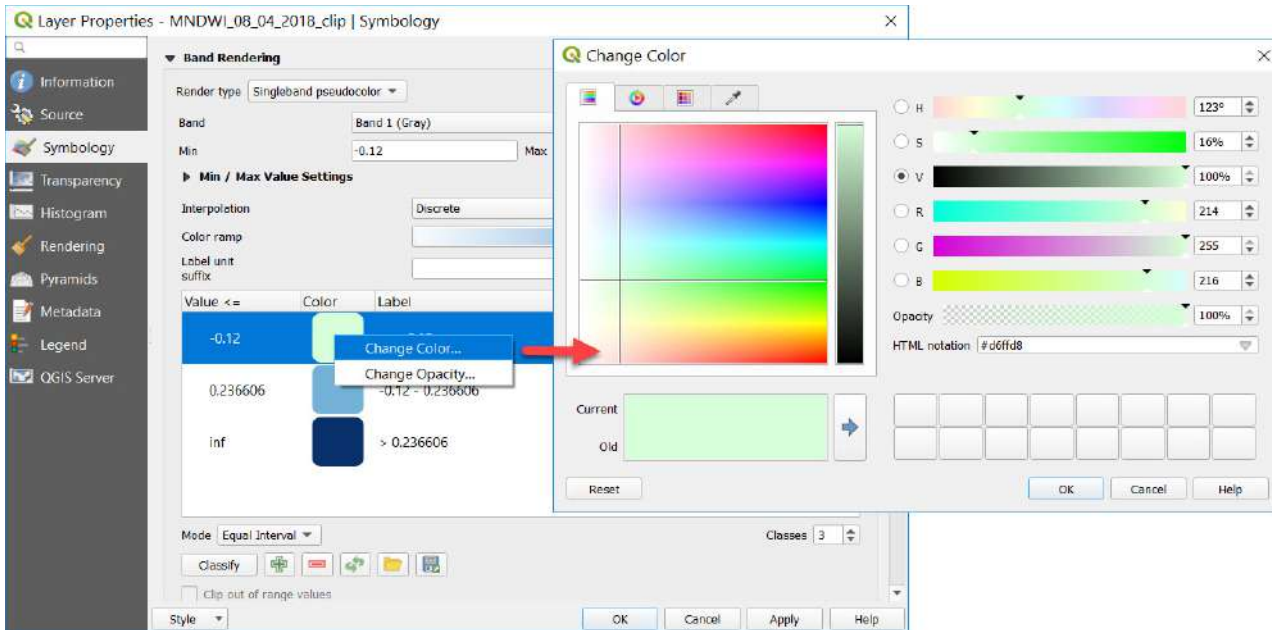 Layer Properties - MNDWI_08_04_2018_clip | Symbology
Information
Source
Symbology
Transparency
Histogram
Rendering
Pyramids
Metadata
Legend
QGIS Server
Band Rendering
Render type Singleband pseudocolor
Band Band 1 (Gray)
Min -0.12 Max
Min / Max Value Settings
Interpolation Discrete
Color ramp
Label unit
suffix
Value <= Color Label
-0.12
Change Color...
Change Opacity...
0.236606 -0.12 - 0.236606
inf > 0.236606
Mode Equal Interval Classes 3
Classify
Clip out of range values
Style OK Cancel Apply Help
Change Color
H 123°
S 16%
V 100%
R 214
G 255
B 216
Opacity 100%
HTML notation #d6ffd8
Current
Old
Reset OK Cancel Help